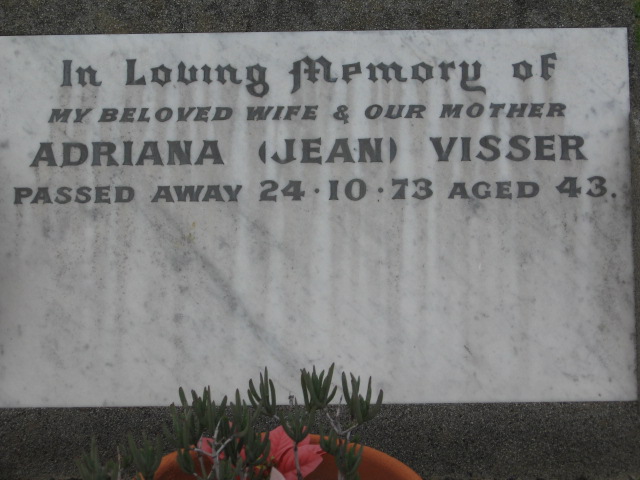 In Loving Memory of
MY BELOVED WIFE & OUR MOTHER
ADRIANA (JEAN) VISSER
PASSED AWAY 24·10·73 AGED 43.